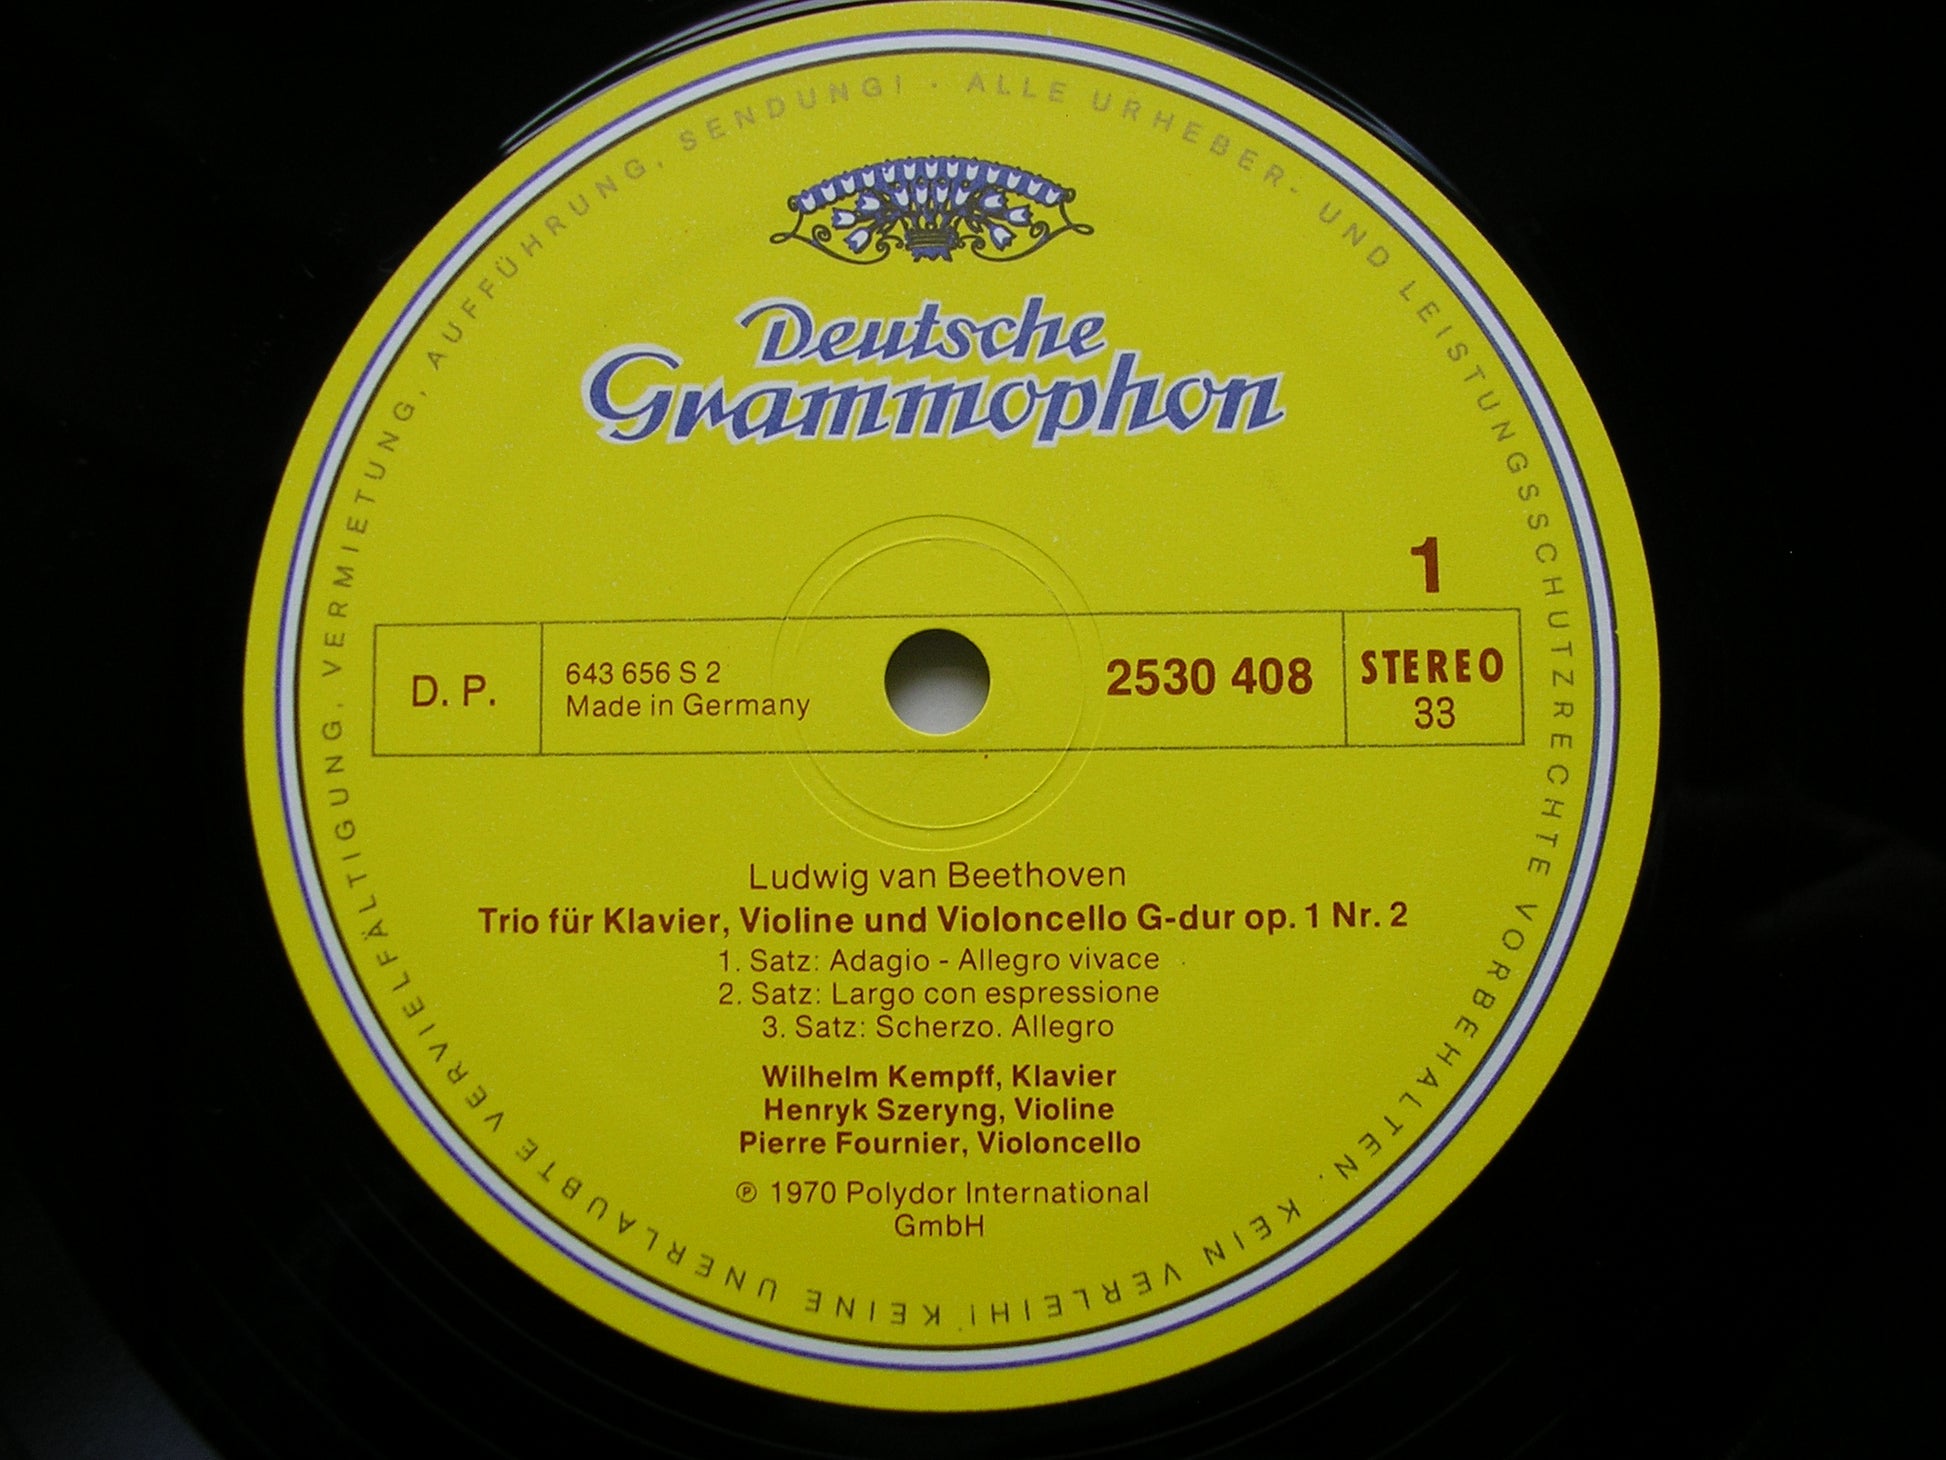 ALLE URHEBER- UND LEISTUNGSSCHUTZRECHTE VORBEHALTEN. KEIN VERLEIH! KEINE UNERLAUBTE VERVIELFÄLTIGUNG, VERMIETUNG, AUFFÜHRUNG, SENDUNG! ·
Deutsche
Grammophon
1
D. P.
643 656 S 2
Made in Germany
2530 408
STEREO
33
Ludwig van Beethoven
Trio für Klavier, Violine und Violoncello G-dur op. 1 Nr. 2
1. Satz: Adagio - Allegro vivace
2. Satz: Largo con espressione
3. Satz: Scherzo. Allegro
Wilhelm Kempff, Klavier
Henryk Szeryng, Violine
Pierre Fournier, Violoncello
℗ 1970 Polydor International
GmbH